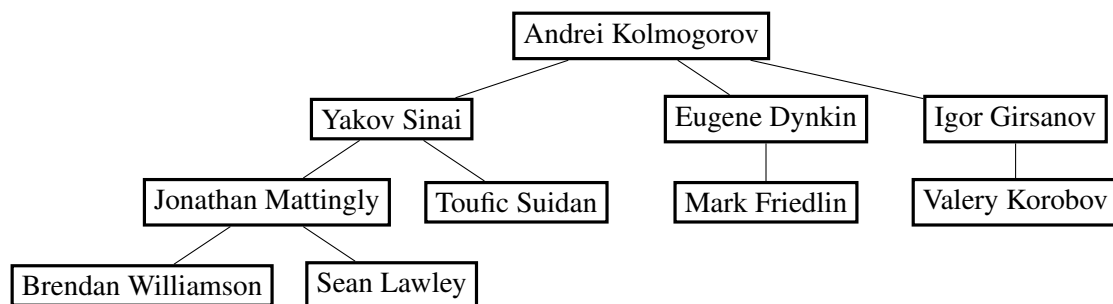 Andrei Kolmogorov
Yakov Sinai
Eugene Dynkin
Igor Girsanov
Jonathan Mattingly
Toufic Suidan
Mark Friedlin
Valery Korobov
Brendan Williamson
Sean Lawley